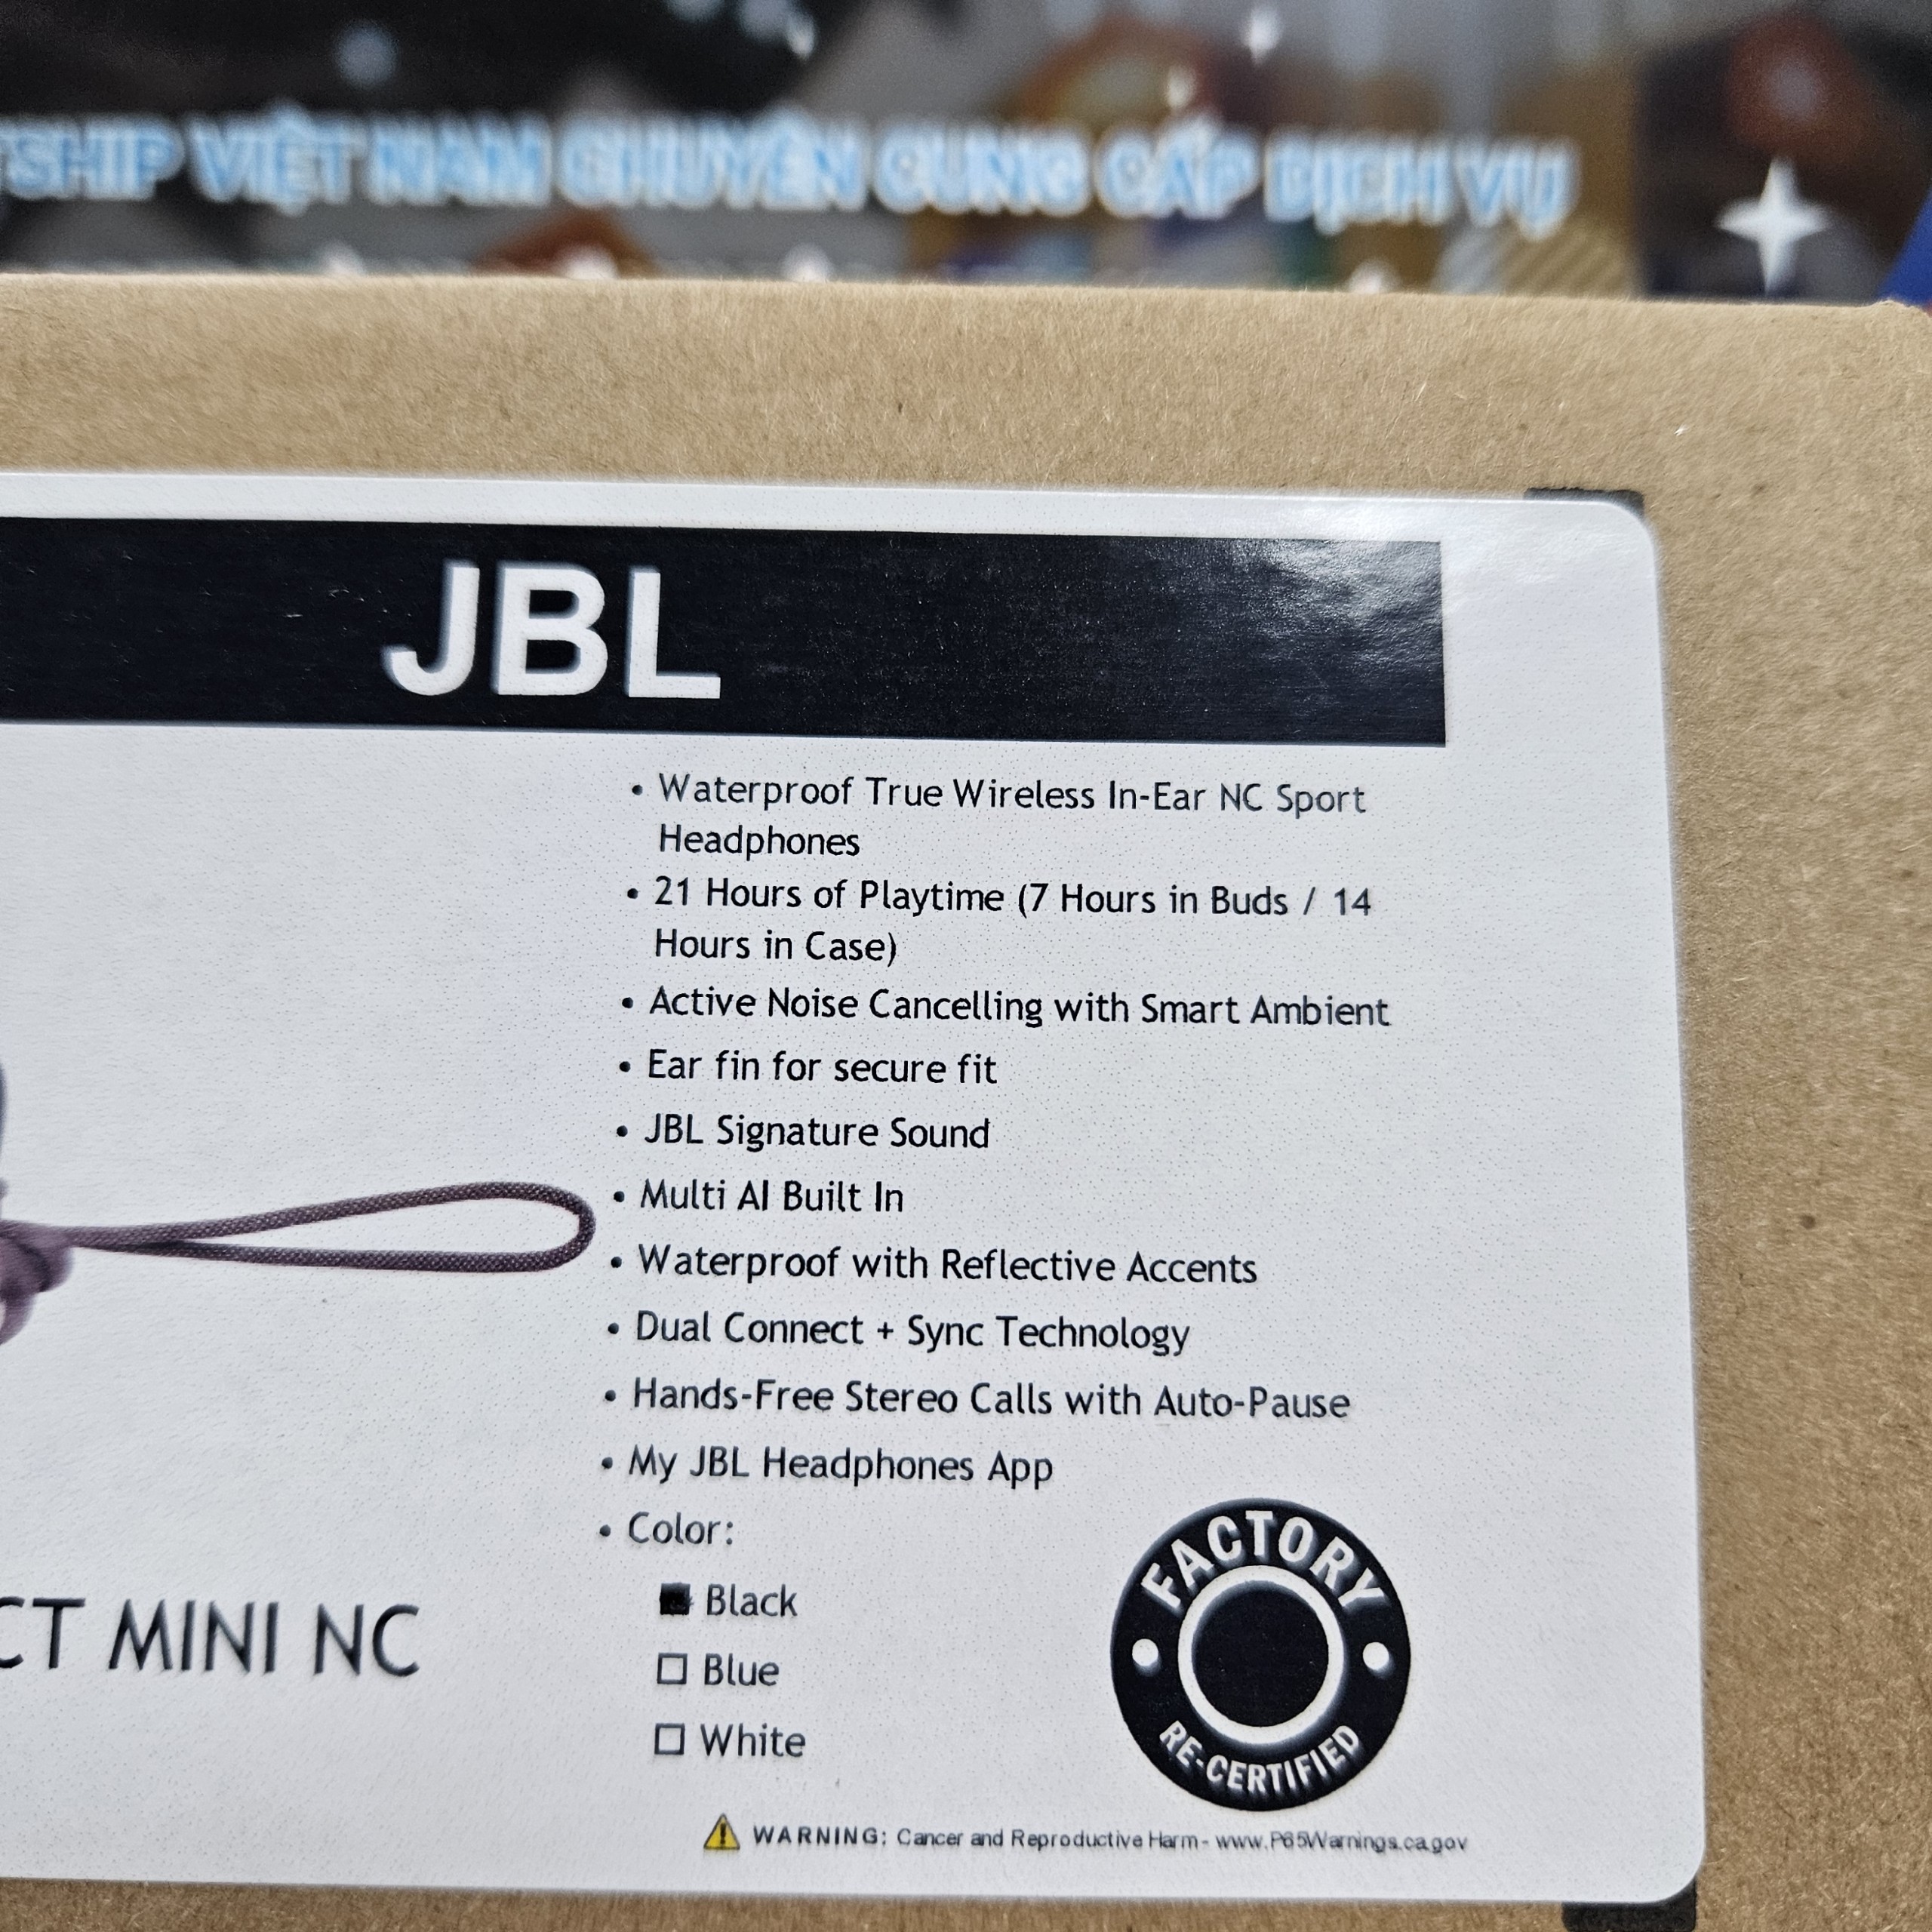 SHIP VIỆT NAM CHUYÊN CUNG CẤP DỊCH VỤ
JBL
• Waterproof True Wireless In-Ear NC Sport
Headphones
• 21 Hours of Playtime (7 Hours in Buds / 14
Hours in Case)
• Active Noise Cancelling with Smart Ambient
• Ear fin for secure fit
• JBL Signature Sound
• Multi AI Built In
• Waterproof with Reflective Accents
• Dual Connect + Sync Technology
• Hands-Free Stereo Calls with Auto-Pause
• My JBL Headphones App
• Color:
■ Black
☐ Blue
☐ White
CT MINI NC
FACTORY
RE-CERTIFIED
WARNING: Cancer and Reproductive Harm - www.P65Warnings.ca.gov